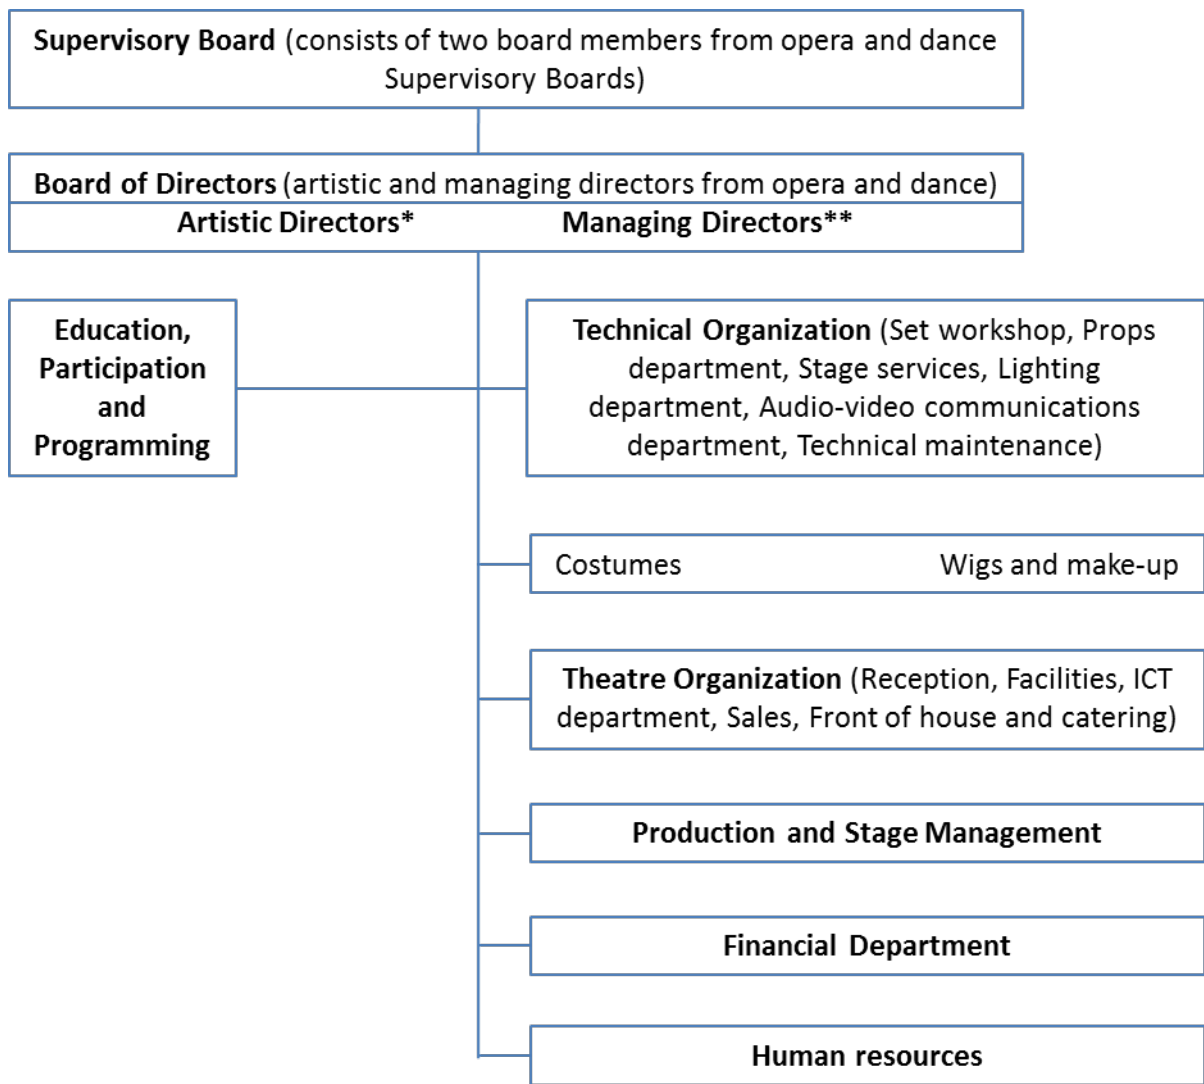 Supervisory Board (consists of two board members from opera and dance
Supervisory Boards)
Board of Directors (artistic and managing directors from opera and dance)
Artistic Directors* Managing Directors**
Education,
Participation
and
Programming
Technical Organization (Set workshop, Props
department, Stage services, Lighting
department, Audio-video communications
department, Technical maintenance)
Costumes Wigs and make-up
Theatre Organization (Reception, Facilities, ICT
department, Sales, Front of house and catering)
Production and Stage Management
Financial Department
Human resources